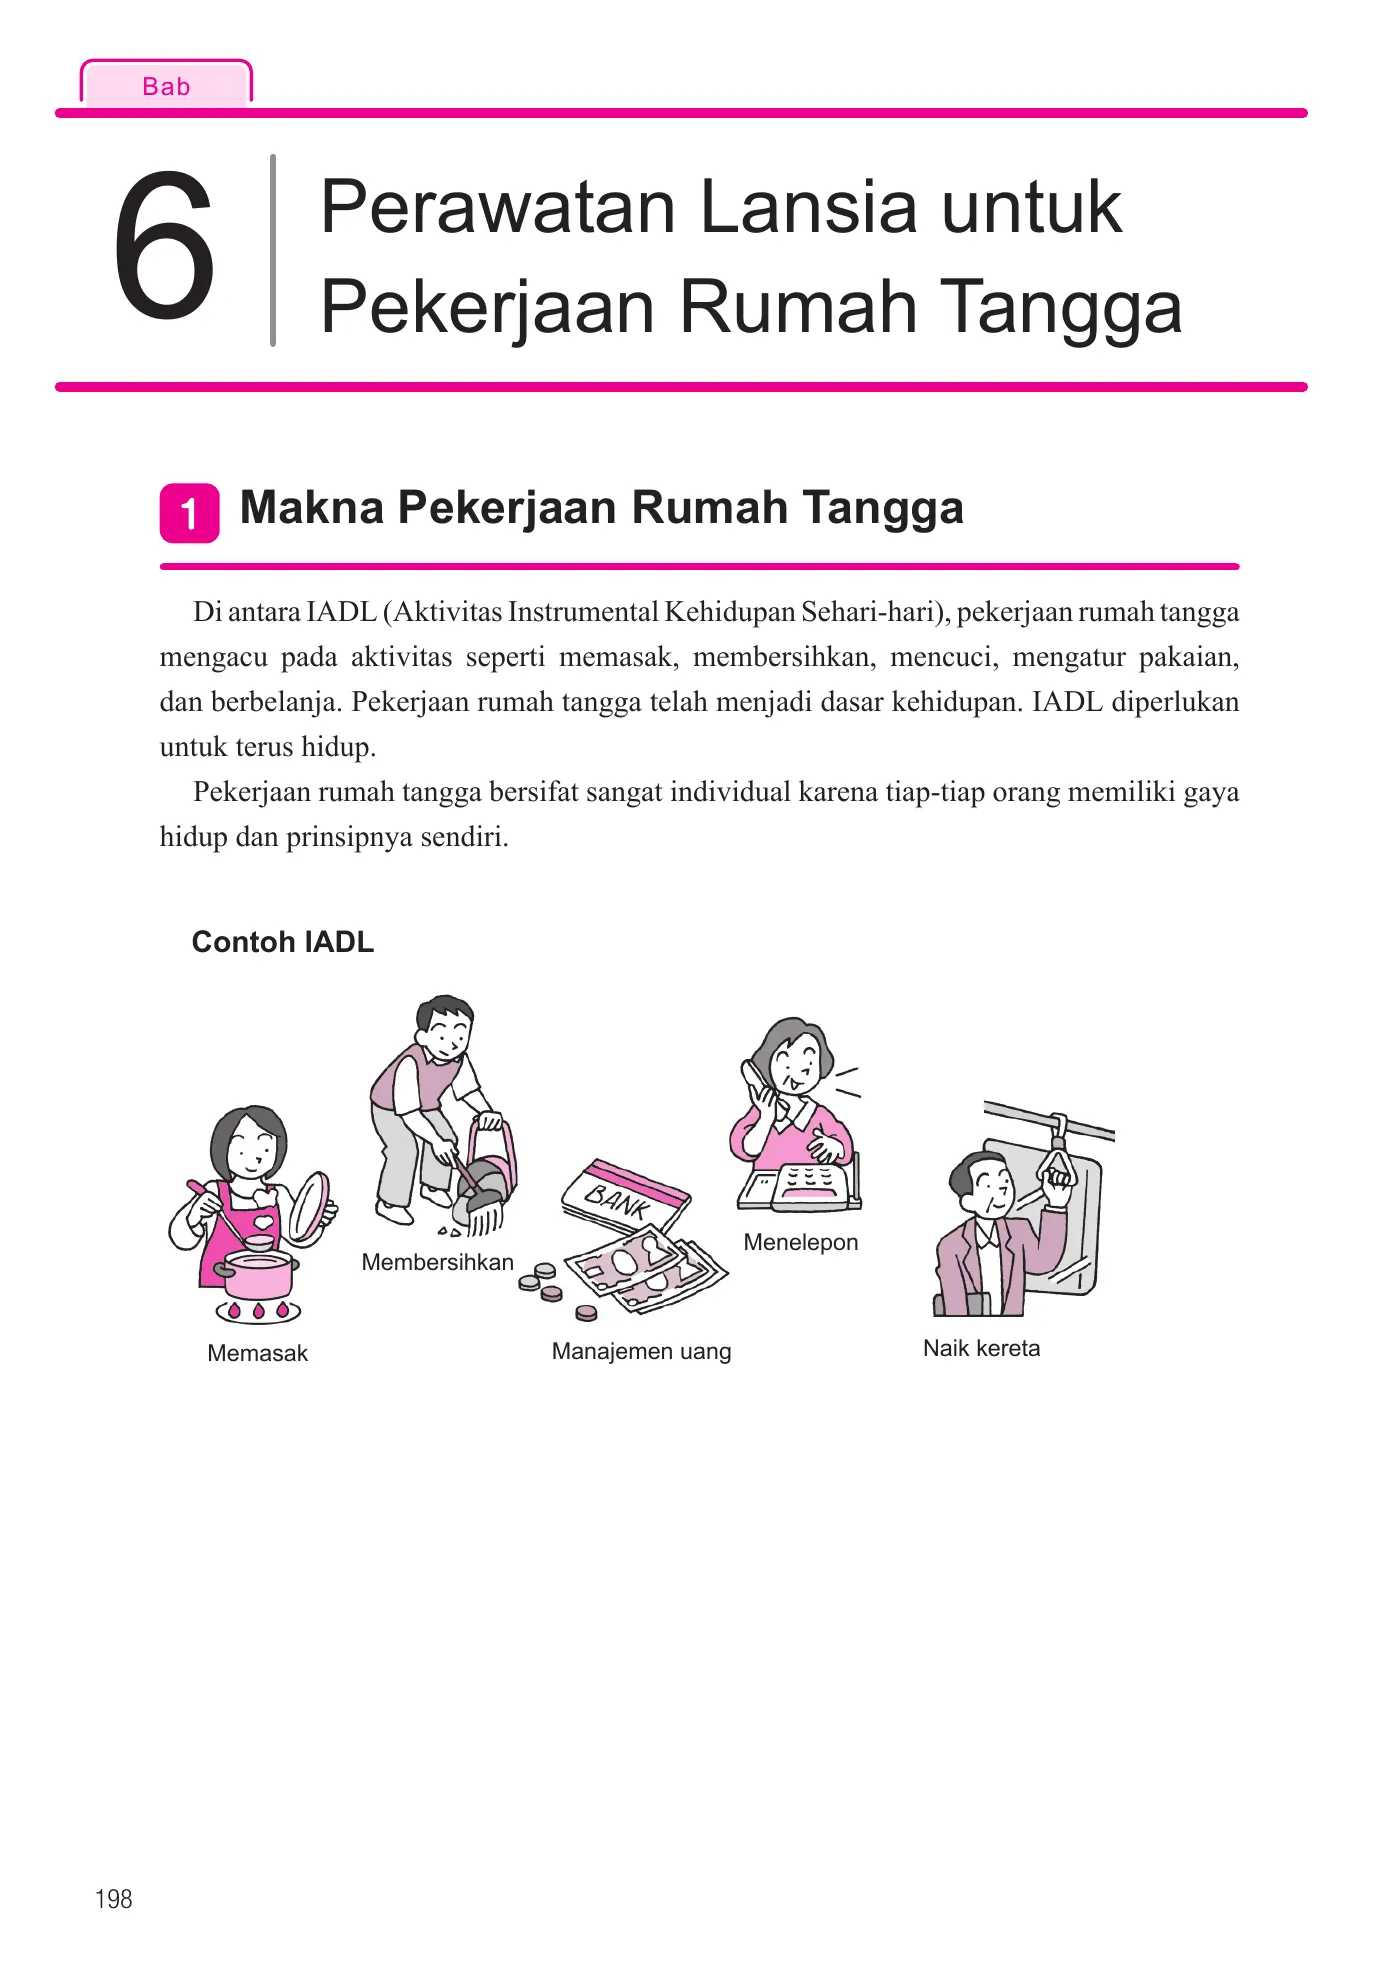 Bab
6
Perawatan Lansia untuk
Pekerjaan Rumah Tangga
1 Makna Pekerjaan Rumah Tangga
Di antara IADL (Aktivitas Instrumental Kehidupan Sehari-hari), pekerjaan rumah tangga
mengacu pada aktivitas seperti memasak, membersihkan, mencuci, mengatur pakaian,
dan berbelanja. Pekerjaan rumah tangga telah menjadi dasar kehidupan. IADL diperlukan
untuk terus hidup.
Pekerjaan rumah tangga bersifat sangat individual karena tiap-tiap orang memiliki gaya
hidup dan prinsipnya sendiri.
Contoh IADL
BANK
Menelepon
Membersihkan
Memasak
Manajemen uang
Naik kereta
198